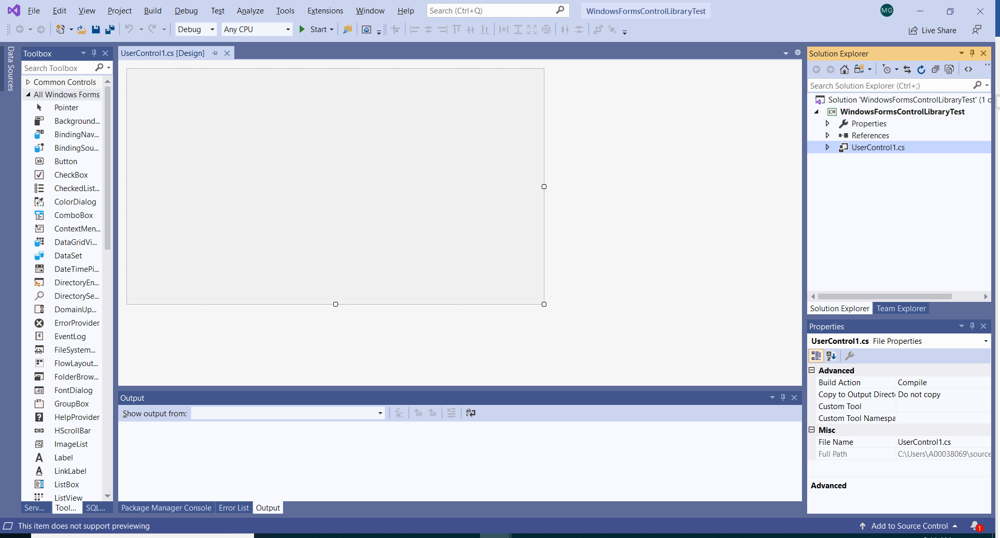 File Edit View Project Build Debug Test Analyze Tools Extensions Window Help Search (Ctrl+Q) WindowsFormsControlLibraryTest MG
Debug Any CPU Start Live Share
Data Sources
Toolbox
Search Toolbox
Common Controls
All Windows Forms
Pointer
Background...
BindingNav...
BindingSou...
Button
CheckBox
CheckedList...
ColorDialog
ComboBox
ContextMen...
DataGridVi...
DataSet
DateTimePi...
DirectoryEn...
DirectorySe...
DomainUp...
ErrorProvider
EventLog
FileSystem...
FlowLayout...
FolderBrow...
FontDialog
GroupBox
HelpProvider
HScrollBar
ImageList
Label
LinkLabel
ListBox
ListView
Serv... Tool... SQL...
UserControl1.cs [Design]
Output
Show output from:
Package Manager Console Error List Output
Solution Explorer
Search Solution Explorer (Ctrl+;)
Solution 'WindowsFormsControlLibraryTest' (1 o
C# WindowsFormsControlLibraryTest
Properties
References
UserControl1.cs
Solution Explorer Team Explorer
Properties
UserControl1.cs File Properties
Advanced
Build Action Compile
Copy to Output Direct Do not copy
Custom Tool
Custom Tool Namespa
Misc
File Name UserControl1.cs
Full Path C:\Users\A00038069\source
Advanced
This item does not support previewing Add to Source Control 1